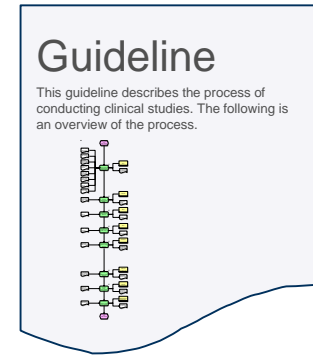 Guideline
This guideline describes the process of
conducting clinical studies. The following is
an overview of the process.